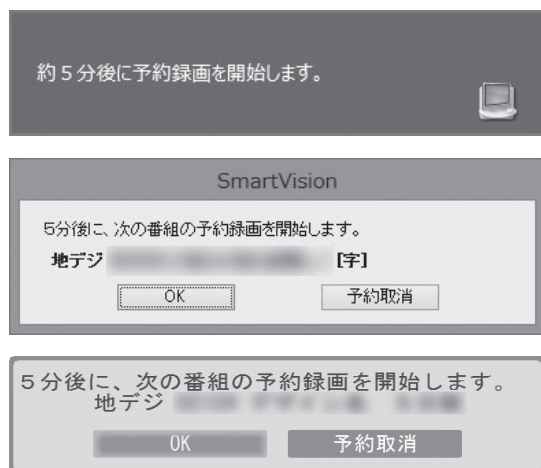 約5分後に予約録画を開始します。
SmartVision
5分後に、次の番組の予約録画を開始します。
地デジ [字]
OK 予約取消
5分後に、次の番組の予約録画を開始します。
地デジ
OK 予約取消